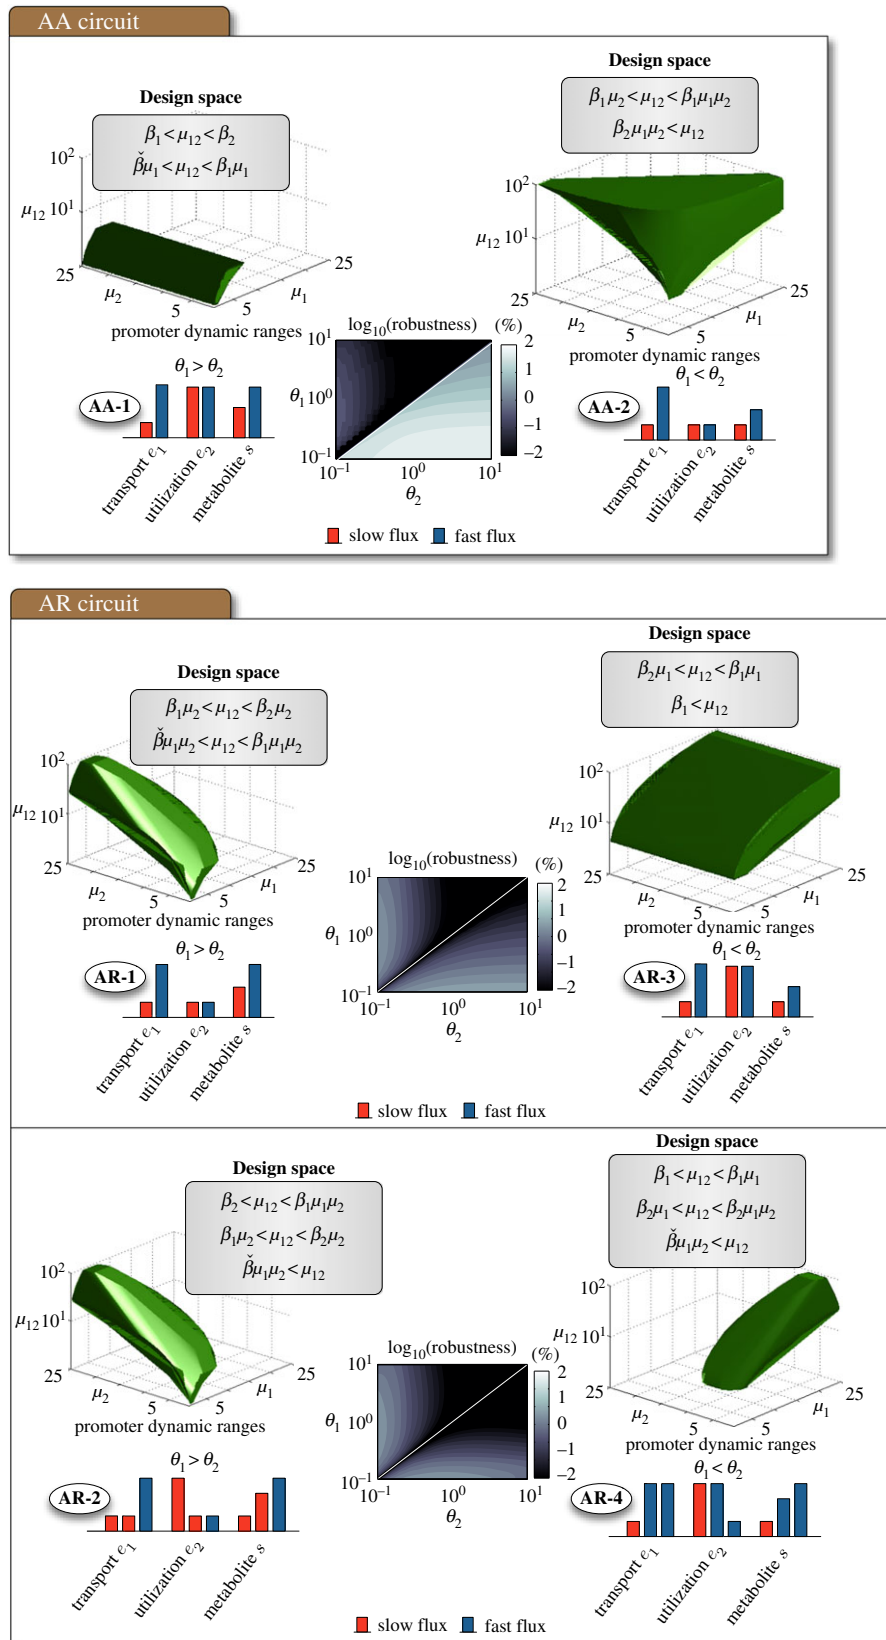 AA circuit
Design space
β₁ < μ₁₂ < β₂
β̌μ₁ < μ₁₂ < β₁μ₁
10²
μ₁₂ 10¹
25
μ₂
5
5
μ₁
25
promoter dynamic ranges
θ₁ > θ₂
AA-1
transport e₁
utilization e₂
metabolite s
log₁₀(robustness) (%)
10¹
θ₁ 10⁰
10⁻¹
10⁻¹ 10⁰ 10¹
θ₂
2
1
0
−1
−2
Design space
β₁μ₂ < μ₁₂ < β₁μ₁μ₂
β₂μ₁μ₂ < μ₁₂
10²
μ₁₂ 10¹
25
μ₂
5
5
μ₁
25
promoter dynamic ranges
θ₁ < θ₂
AA-2
transport e₁
utilization e₂
metabolite s
slow flux fast flux
AR circuit
Design space
β₁μ₂ < μ₁₂ < β₂μ₂
β̌μ₁μ₂ < μ₁₂ < β₁μ₁μ₂
10²
μ₁₂ 10¹
25
μ₂
5
5
μ₁
25
promoter dynamic ranges
θ₁ > θ₂
AR-1
transport e₁
utilization e₂
metabolite s
log₁₀(robustness) (%)
10¹
θ₁ 10⁰
10⁻¹
10⁻¹ 10⁰ 10¹
θ₂
2
1
0
−1
−2
Design space
β₂μ₁ < μ₁₂ < β₁μ₁
β₁ < μ₁₂
10²
μ₁₂ 10¹
25
μ₂
5
5
μ₁
25
promoter dynamic ranges
θ₁ < θ₂
AR-3
transport e₁
utilization e₂
metabolite s
slow flux fast flux
Design space
β₂ < μ₁₂ < β₁μ₁μ₂
β₁μ₂ < μ₁₂ < β₂μ₂
β̌μ₁μ₂ < μ₁₂
10²
μ₁₂ 10¹
25
μ₂
5
5
μ₁
25
promoter dynamic ranges
θ₁ > θ₂
AR-2
transport e₁
utilization e₂
metabolite s
log₁₀(robustness) (%)
10¹
θ₁ 10⁰
10⁻¹
10⁻¹ 10⁰ 10¹
θ₂
2
1
0
−1
−2
Design space
β₁ < μ₁₂ < β₁μ₁
β₂μ₁ < μ₁₂ < β₂μ₁μ₂
β̌μ₁μ₂ < μ₁₂
10²
μ₁₂ 10¹
25
μ₂
5
5
μ₁
25
promoter dynamic ranges
θ₁ < θ₂
AR-4
transport e₁
utilization e₂
metabolite s
slow flux fast flux